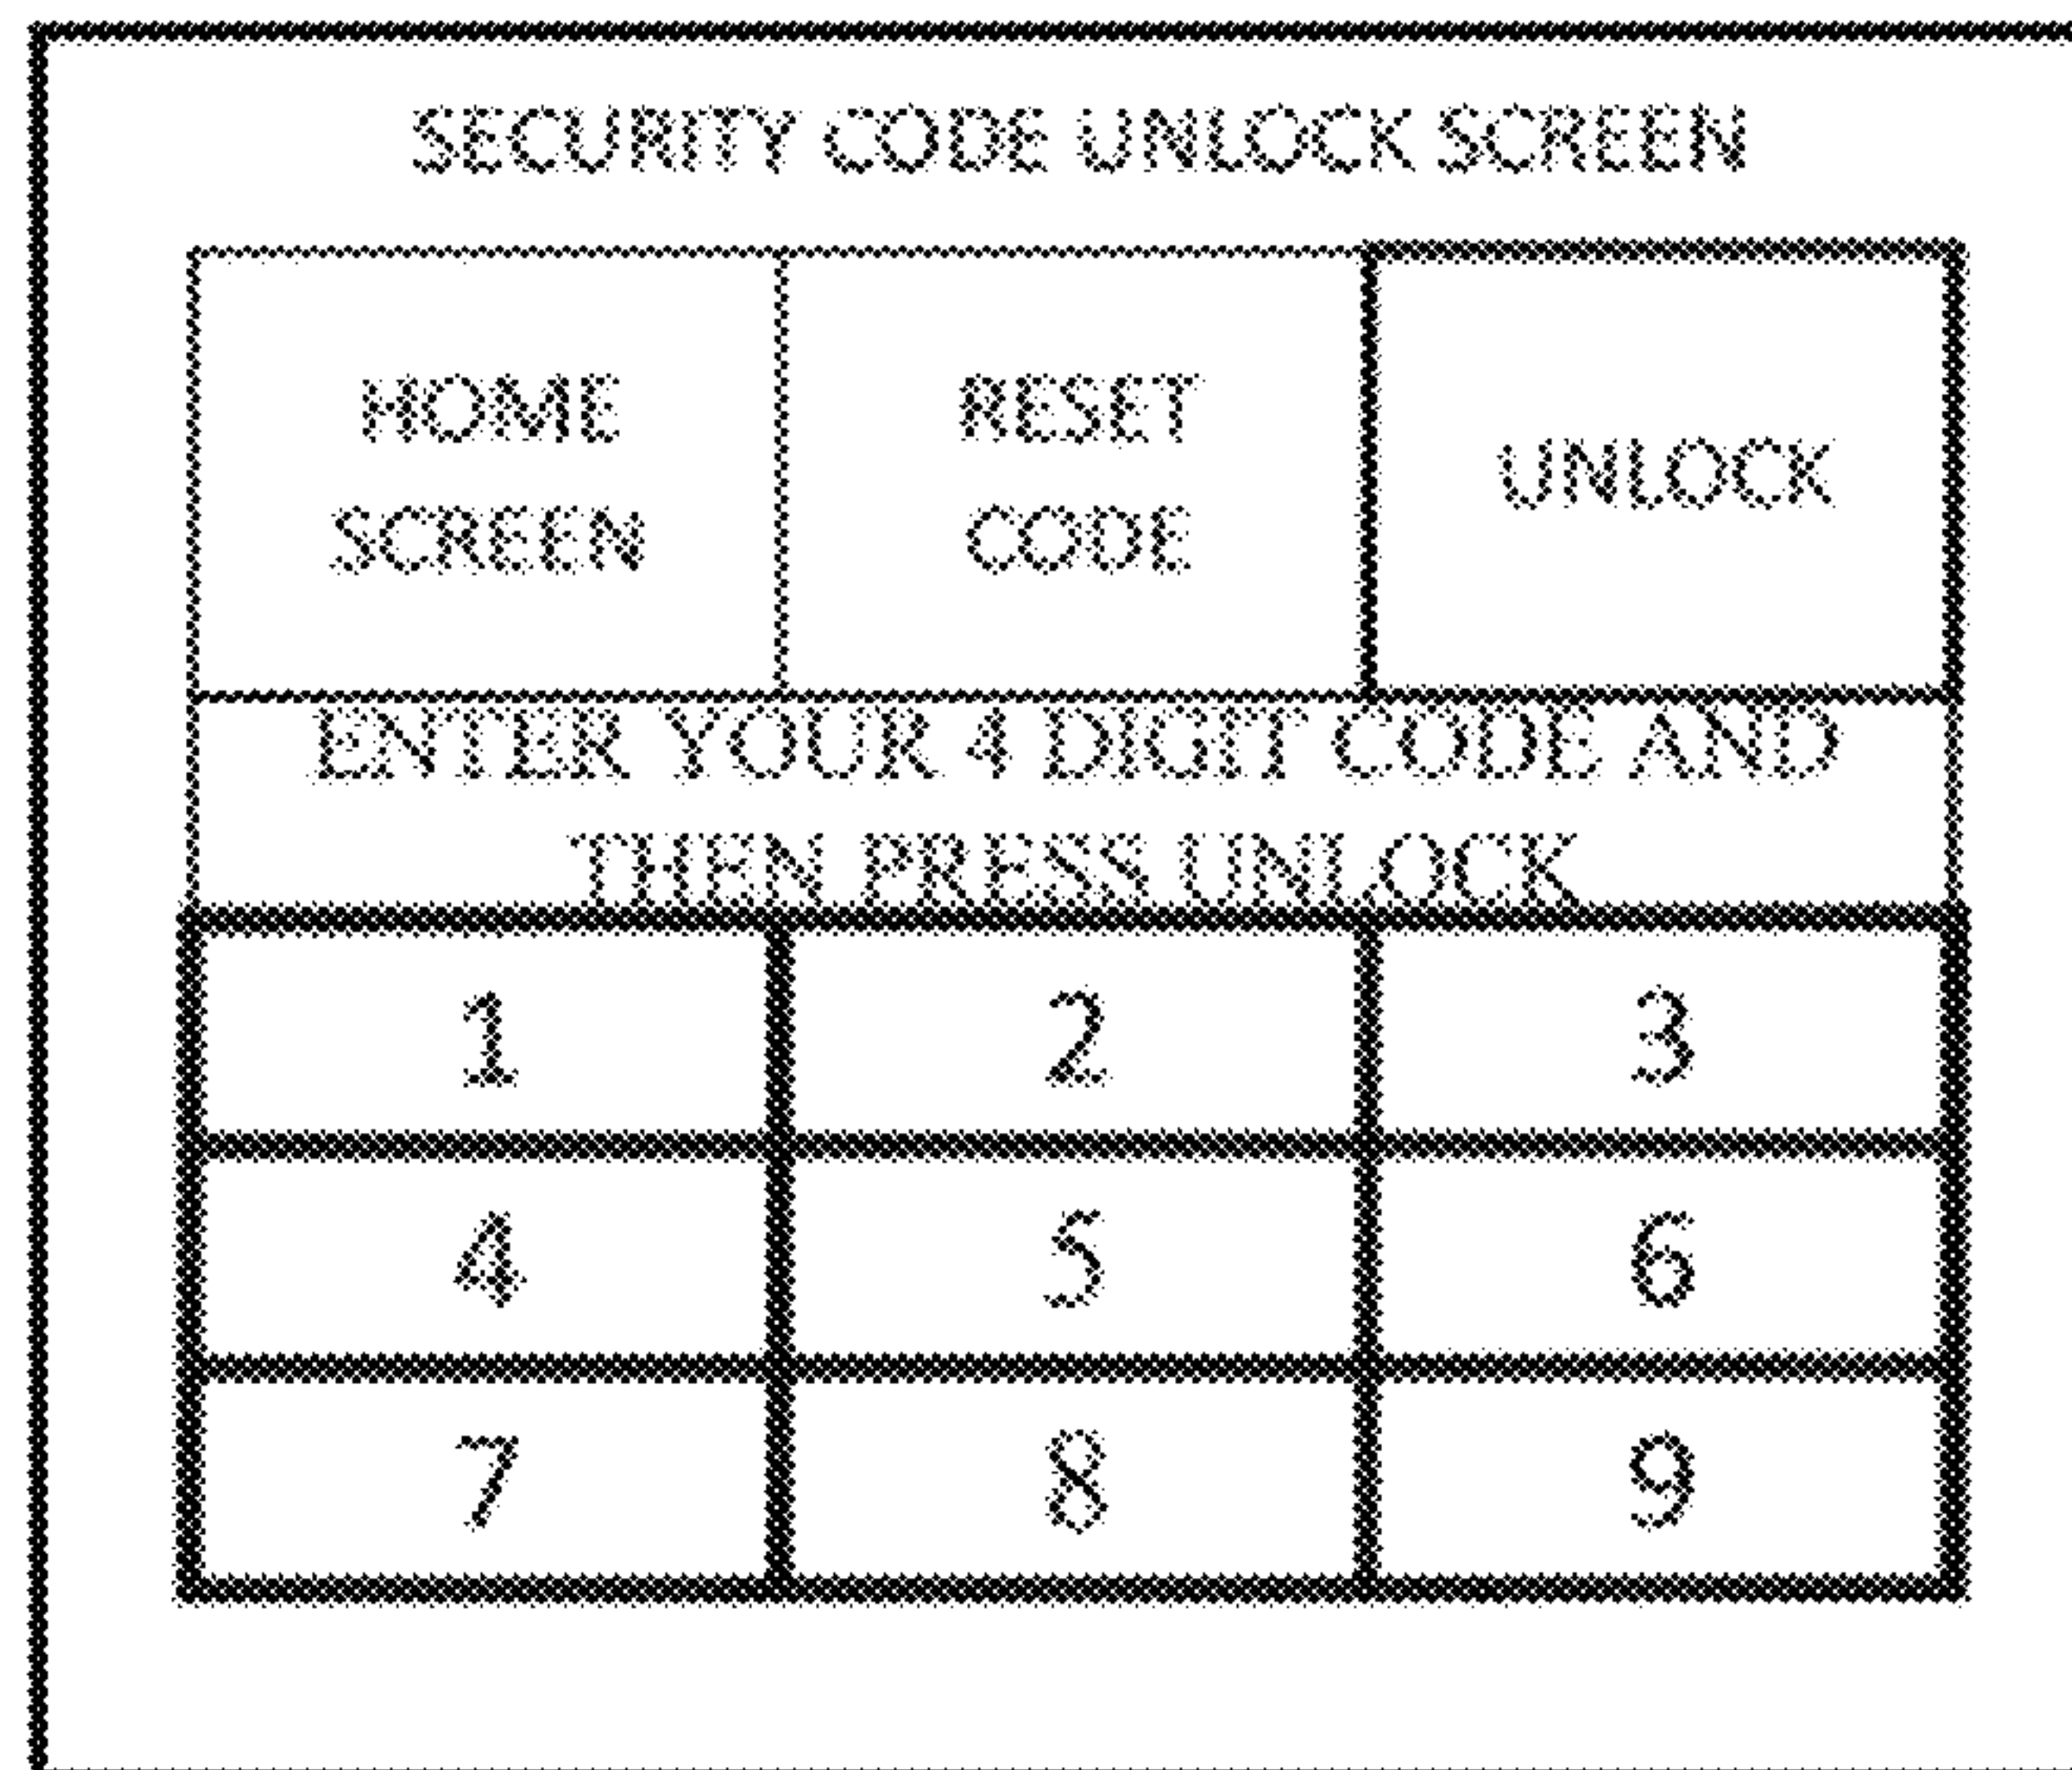 SECURITY CODE UNLOCK SCREEN
HOME
SCREEN
RESET
CODE
UNLOCK
ENTER YOUR 4 DIGIT CODE AND
THEN PRESS UNLOCK
1 2 3
4 5 6
7 8 9